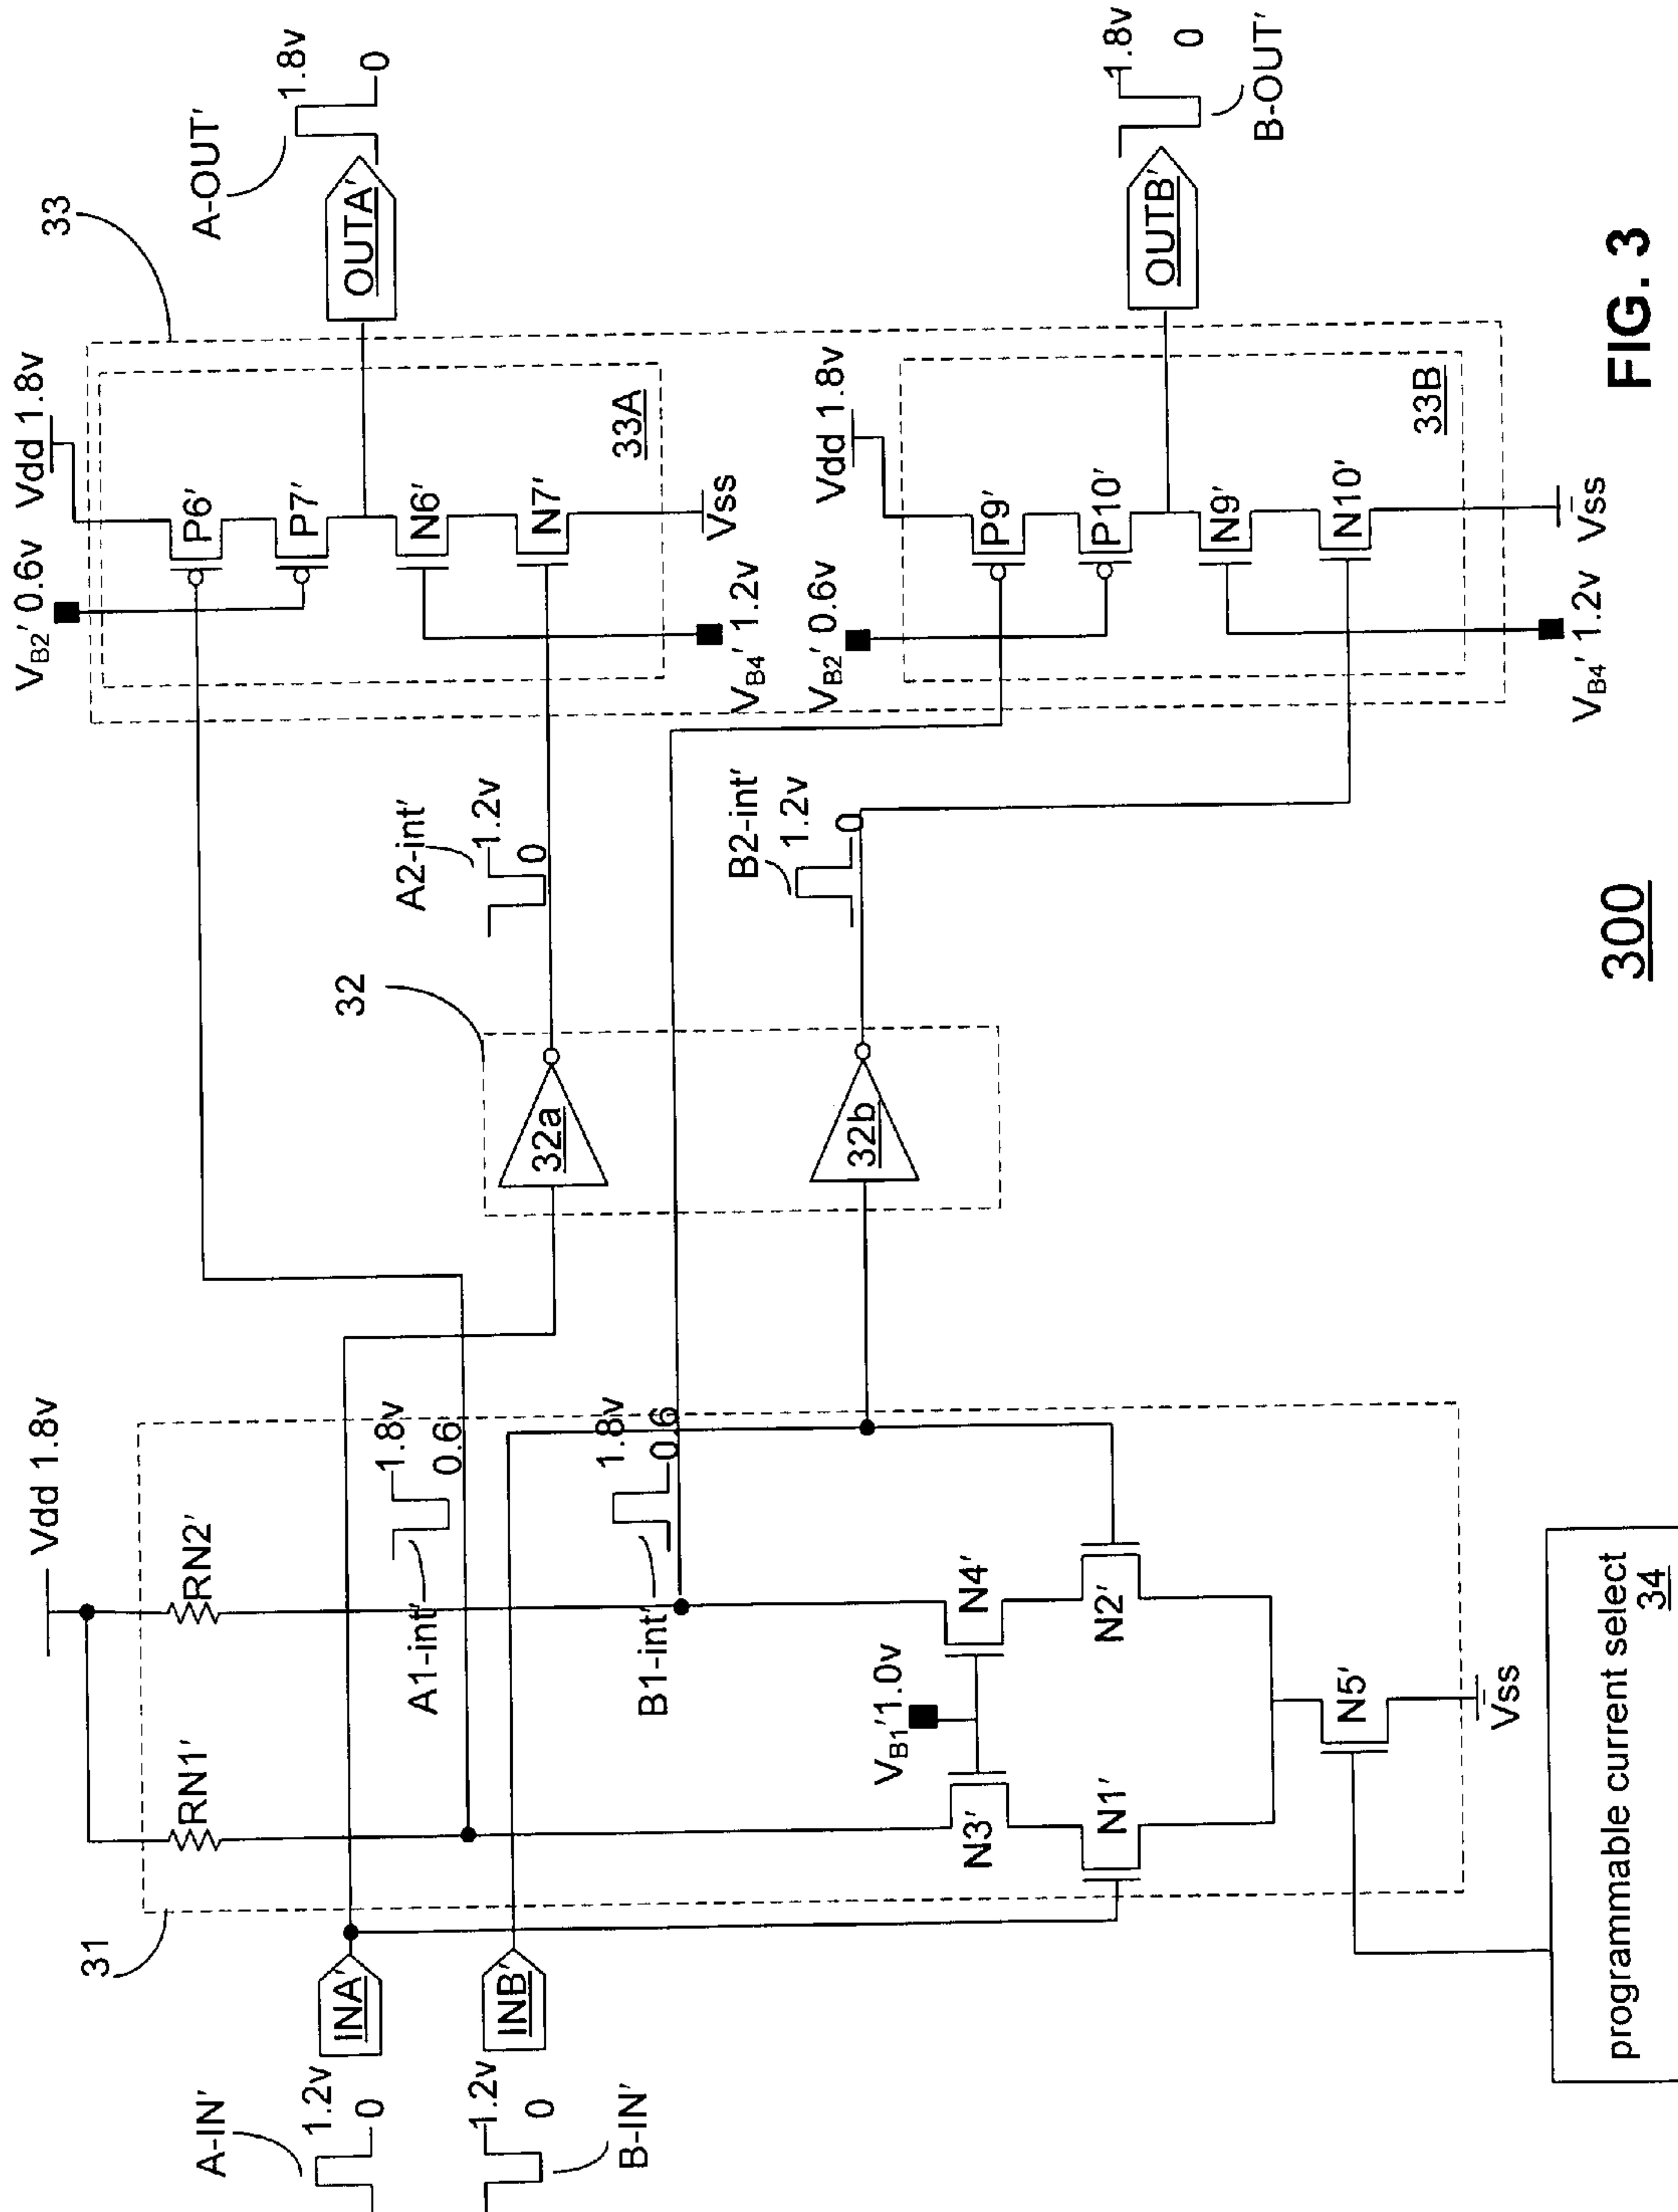 A-IN′
1.2v
0
INA′
B-IN′
1.2v
0
INB′
31
Vdd 1.8v
RN1′
RN2′
A1-int′
1.8v
0.6
B1-int′
1.8v
0.6
VB1′ 1.0v
N3′
N4′
N1′
N2′
N5′
Vss
programmable current select
34
32
32a
32b
A2-int′
1.2v
0
B2-int′
1.2v
0
33
VB2′ 0.6v
Vdd 1.8v
P6′
P7′
N6′
N7′
33A
Vss
VB4′ 1.2v
VB2′ 0.6v
Vdd 1.8v
P9′
P10′
N9′
N10′
33B
Vss
VB4′ 1.2v
OUTA′
A-OUT′
1.8v
0
OUTB′
B-OUT′
1.8v
0
300
FIG. 3